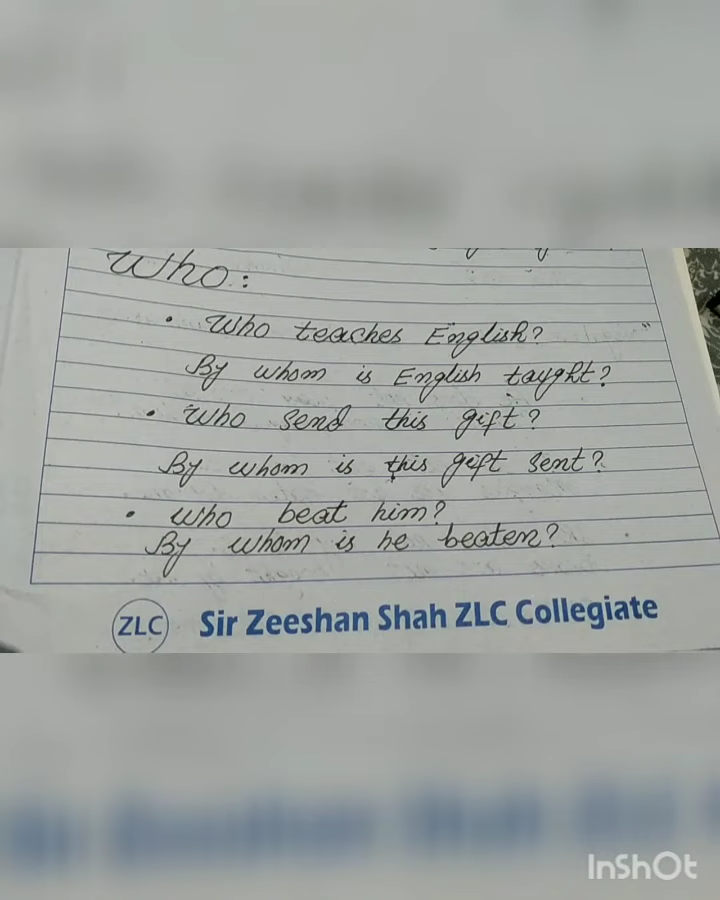 Who:
• Who teaches English?
By whom is English taught?
• Who send this gift?
By whom is this gift sent?
• Who beat him?
By whom is he beaten?
ZLC Sir Zeeshan Shah ZLC Collegiate
InShOt